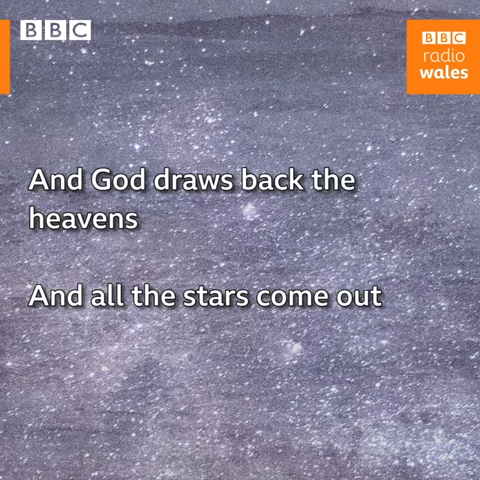 BBC
BBC
radio
wales
And God draws back the
heavens
And all the stars come out